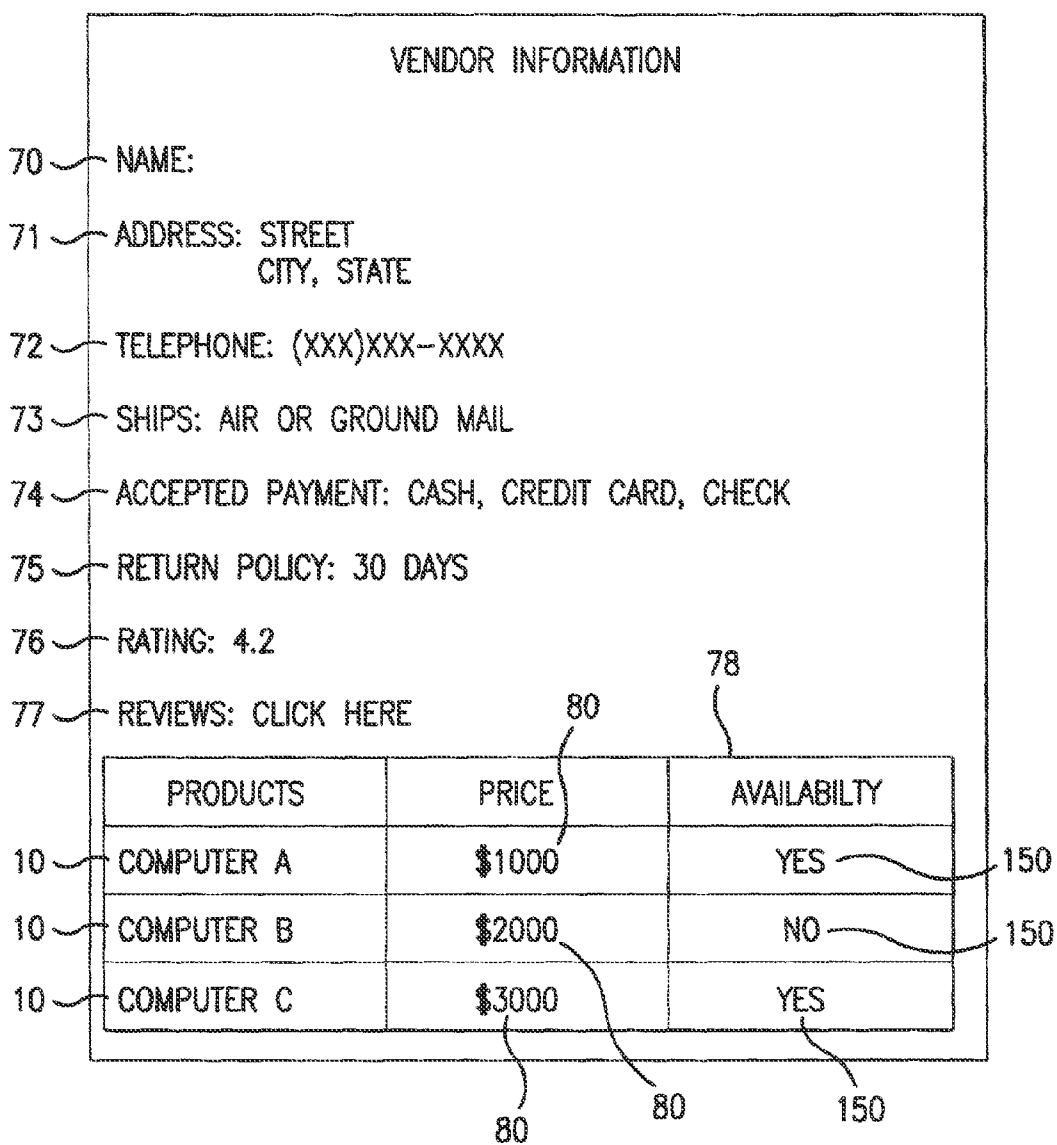 VENDOR INFORMATION
70 NAME:
71 ADDRESS: STREET
CITY, STATE
72 TELEPHONE: (XXX)XXX-XXXX
73 SHIPS: AIR OR GROUND MAIL
74 ACCEPTED PAYMENT: CASH, CREDIT CARD, CHECK
75 RETURN POLICY: 30 DAYS
76 RATING: 4.2
78
77 REVIEWS: CLICK HERE 80
PRODUCTS PRICE AVAILABILTY
10 COMPUTER A $1000 YES 150
10 COMPUTER B $2000 NO 150
10 COMPUTER C $3000 YES
80 80 150